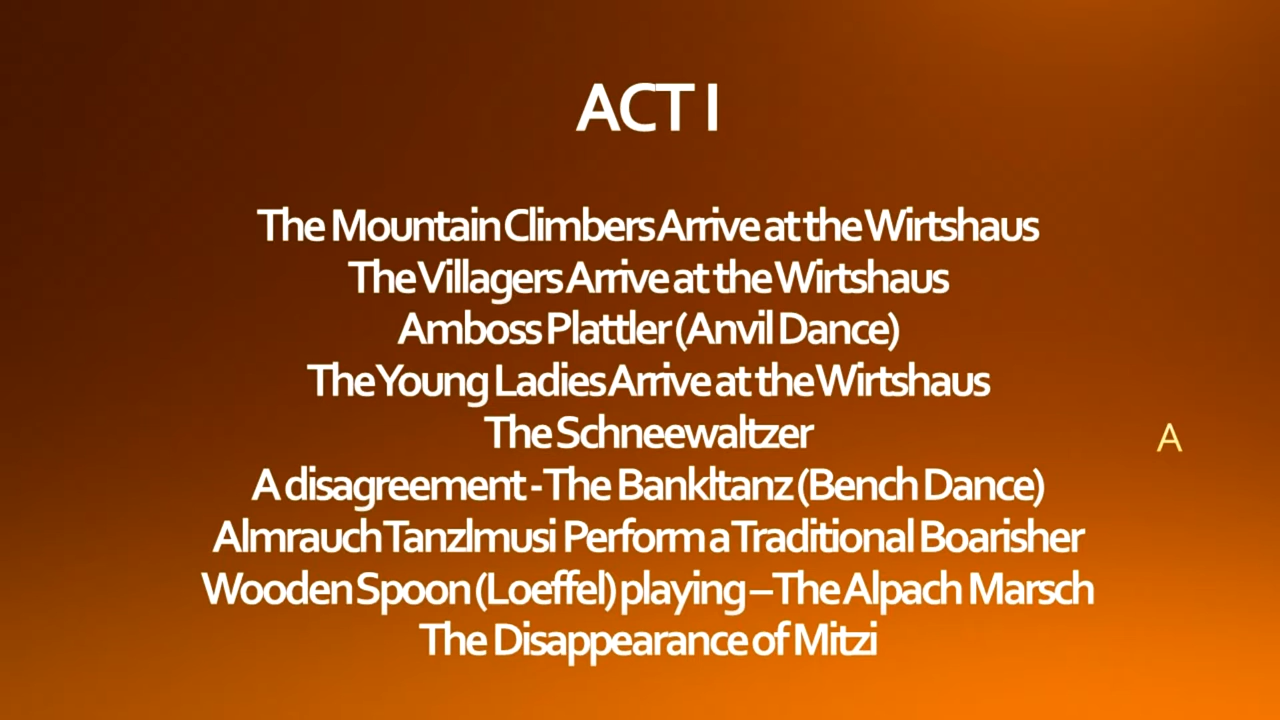 ACT I
The Mountain Climbers Arrive at the Wirtshaus
The Villagers Arrive at the Wirtshaus
Amboss Plattler (Anvil Dance)
The Young Ladies Arrive at the Wirtshaus
The Schneewaltzer
A
A disagreement - The Bankltanz (Bench Dance)
Almrauch Tanzlmusi Perform a Traditional Boarisher
Wooden Spoon (Loeffel) playing – The Alpach Marsch
The Disappearance of Mitzi